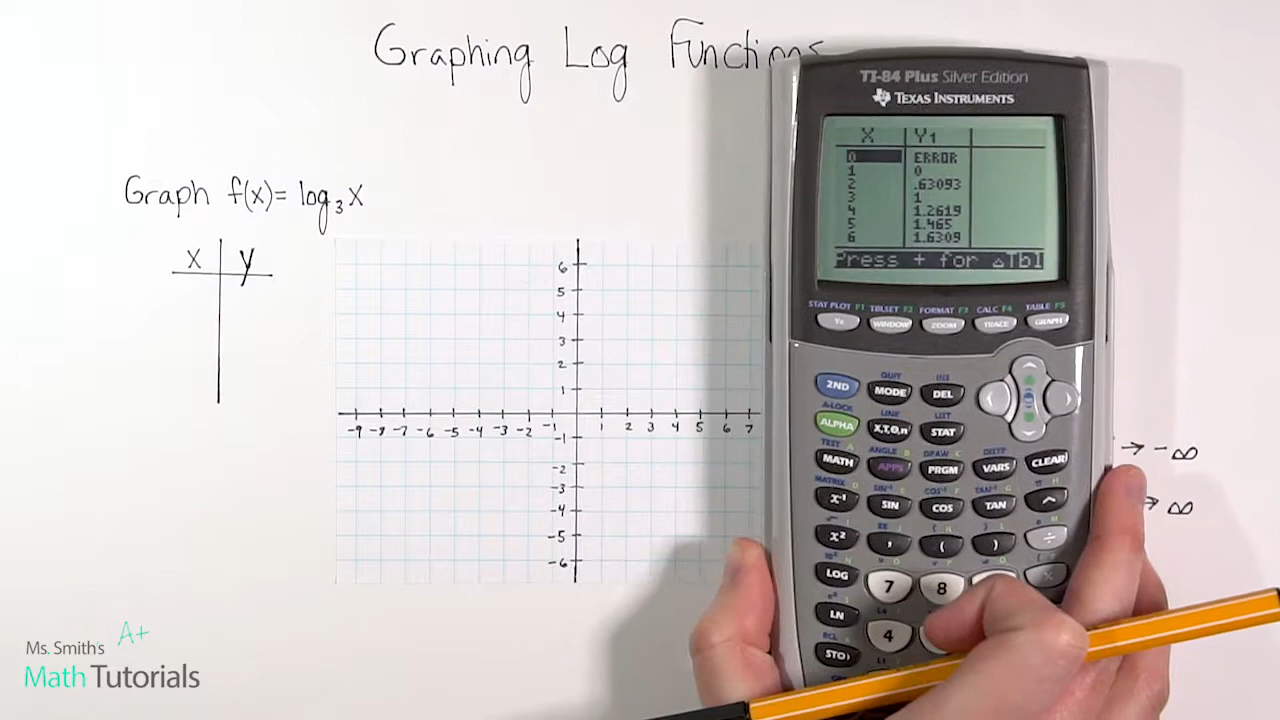 Graphing Log Functions
Graph f(x)= log₃x
x y
6
5
4
3
2
1
-9 -8 -7 -6 -5 -4 -3 -2 -1 1 2 3 4 5 6 7
-1
-2
-3
-4
-5
-6
→ -∞
→ ∞
TI-84 Plus Silver Edition
TEXAS INSTRUMENTS
X Y1
0 ERROR
1 0
2 .63093
3 1
4 1.2619
5 1.465
6 1.6309
Press + for △Tbl
STAT PLOT F1 TBLSET F2 FORMAT F3 CALC F4 TABLE F5
Y= WINDOW ZOOM TRACE GRAPH
QUIT INS
2ND MODE DEL
A-LOCK LINK LIST
ALPHA X,T,θ,n STAT
TEST A ANGLE B DRAW C DISTR
MATH APPS PRGM VARS CLEAR
MATRIX D SIN⁻¹ E COS⁻¹ F TAN⁻¹ G π H
x⁻¹ SIN COS TAN ^
x² , ( ) ÷
LOG 7 8 ×
LN 4
RCL
STO
Ms. Smith's A+
Math Tutorials